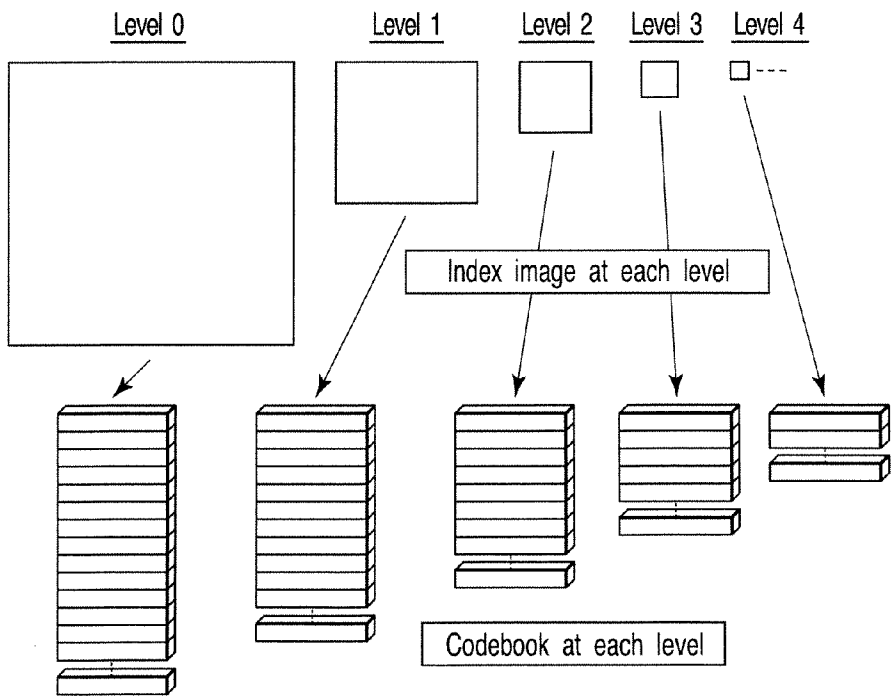 Level 0
Level 1
Level 2
Level 3
Level 4
Index image at each level
Codebook at each level